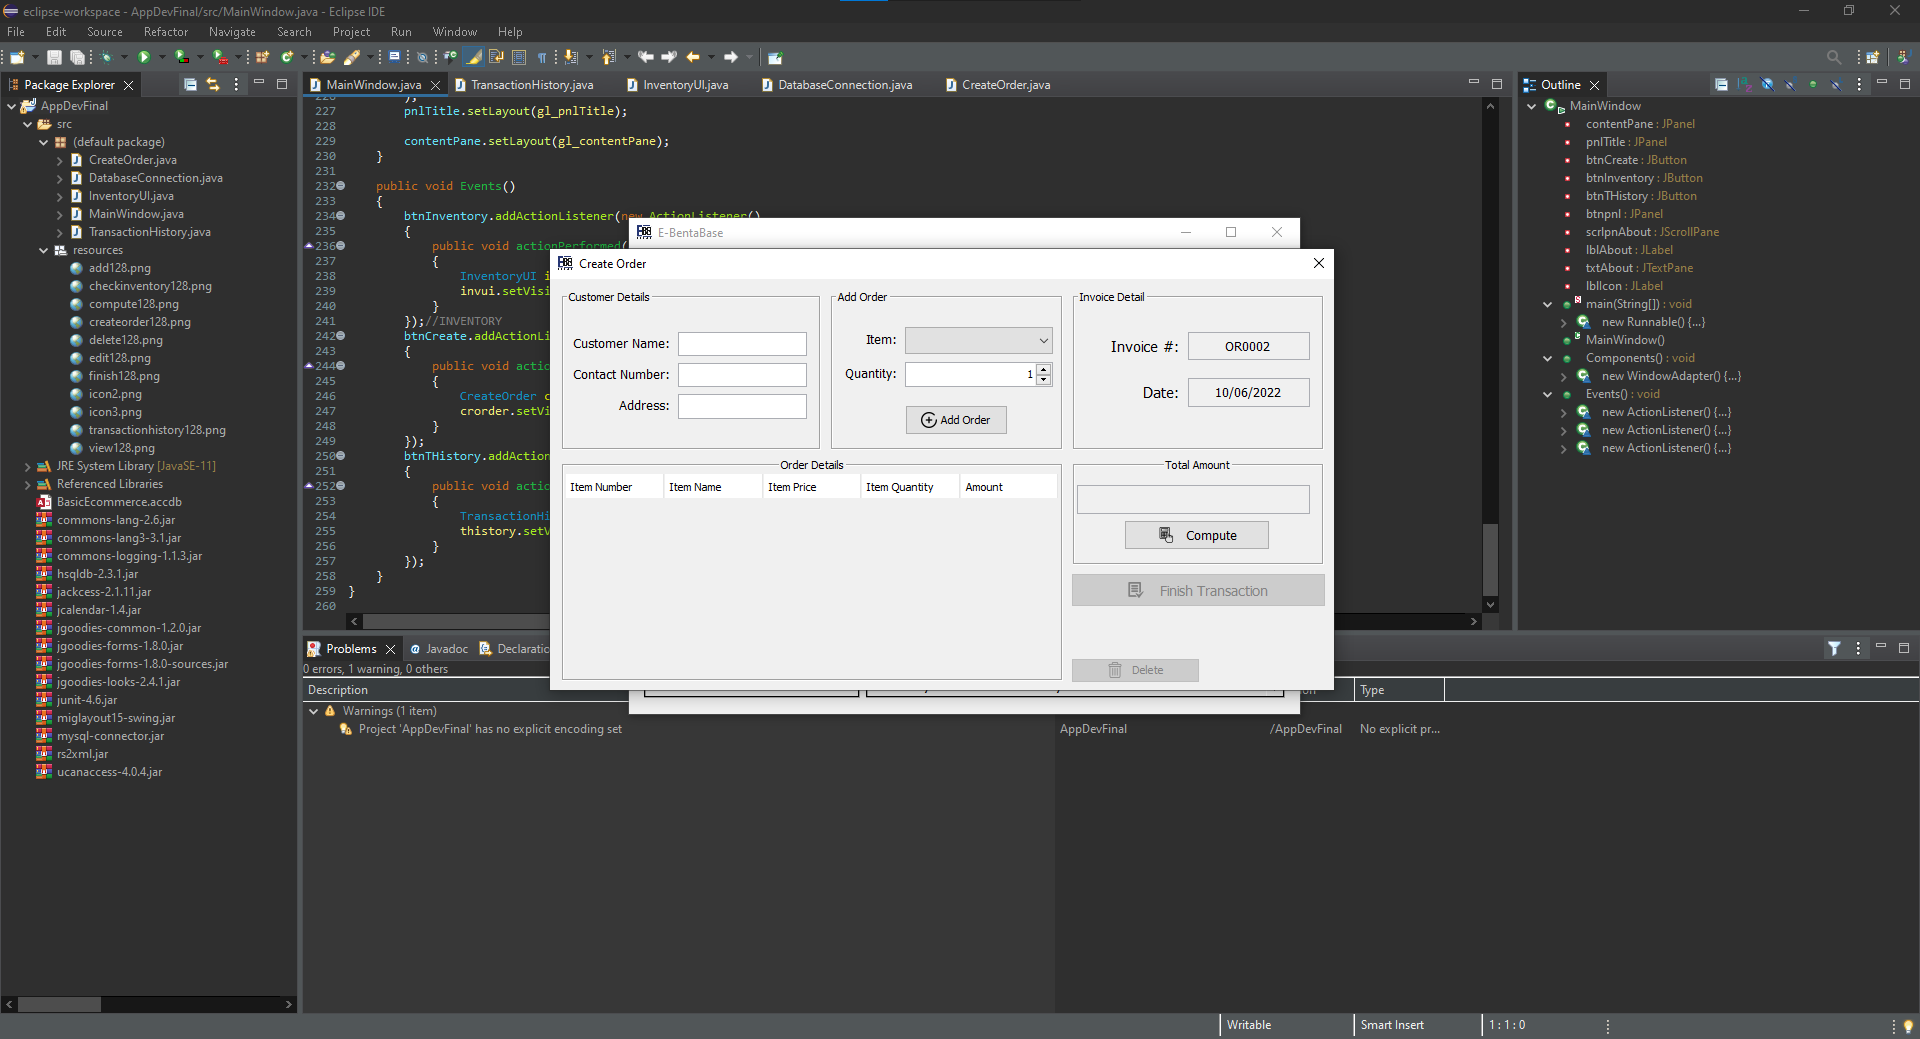 eclipse-workspace - AppDevFinal/src/MainWindow.java - Eclipse IDE
File Edit Source Refactor Navigate Search Project Run Window Help
Package Explorer
AppDevFinal
src
(default package)
CreateOrder.java
DatabaseConnection.java
InventoryUI.java
MainWindow.java
TransactionHistory.java
resources
add128.png
checkinventory128.png
compute128.png
createorder128.png
delete128.png
edit128.png
finish128.png
icon2.png
icon3.png
transactionhistory128.png
view128.png
JRE System Library [JavaSE-11]
Referenced Libraries
BasicEcommerce.accdb
commons-lang-2.6.jar
commons-lang3-3.1.jar
commons-logging-1.1.3.jar
hsqldb-2.3.1.jar
jackcess-2.1.11.jar
jcalendar-1.4.jar
jgoodies-common-1.2.0.jar
jgoodies-forms-1.8.0.jar
jgoodies-forms-1.8.0-sources.jar
jgoodies-looks-2.4.1.jar
junit-4.6.jar
miglayout15-swing.jar
mysql-connector.jar
rs2xml.jar
ucanaccess-4.0.4.jar
MainWindow.java TransactionHistory.java InventoryUI.java DatabaseConnection.java CreateOrder.java
227 pnlTitle.setLayout(gl_pnlTitle);
228
229 contentPane.setLayout(gl_contentPane);
230 }
231
232 public void Events()
233 {
234 btnInventory.addActionListener(new ActionListener()
235 {
236 public void actionPerformed(
237 {
238 InventoryUI i
239 invui.setVisi
240 }
241 });//INVENTORY
242 btnCreate.addActionLi
243 {
244 public void actio
245 {
246 CreateOrder c
247 crorder.setVi
248 }
249 });
250 btnTHistory.addAction
251 {
252 public void actio
253 {
254 TransactionHi
255 thistory.setV
256 }
257 });
258 }
259 }
260
E-BentaBase
Create Order
Customer Details
Customer Name:
Contact Number:
Address:
Add Order
Item:
Quantity: 1
Add Order
Invoice Detail
Invoice #: OR0002
Date: 10/06/2022
Order Details
Item Number Item Name Item Price Item Quantity Amount
Total Amount
Compute
Finish Transaction
Delete
Outline
MainWindow
contentPane : JPanel
pnlTitle : JPanel
btnCreate : JButton
btnInventory : JButton
btnTHistory : JButton
btnpnl : JPanel
scrlpnAbout : JScrollPane
lblAbout : JLabel
txtAbout : JTextPane
lblIcon : JLabel
main(String[]) : void
new Runnable() {...}
MainWindow()
Components() : void
new WindowAdapter() {...}
Events() : void
new ActionListener() {...}
new ActionListener() {...}
new ActionListener() {...}
Problems Javadoc Declaratio
0 errors, 1 warning, 0 others
Description on Type
Warnings (1 item)
Project 'AppDevFinal' has no explicit encoding set AppDevFinal /AppDevFinal No explicit pr...
Writable Smart Insert 1 : 1 : 0